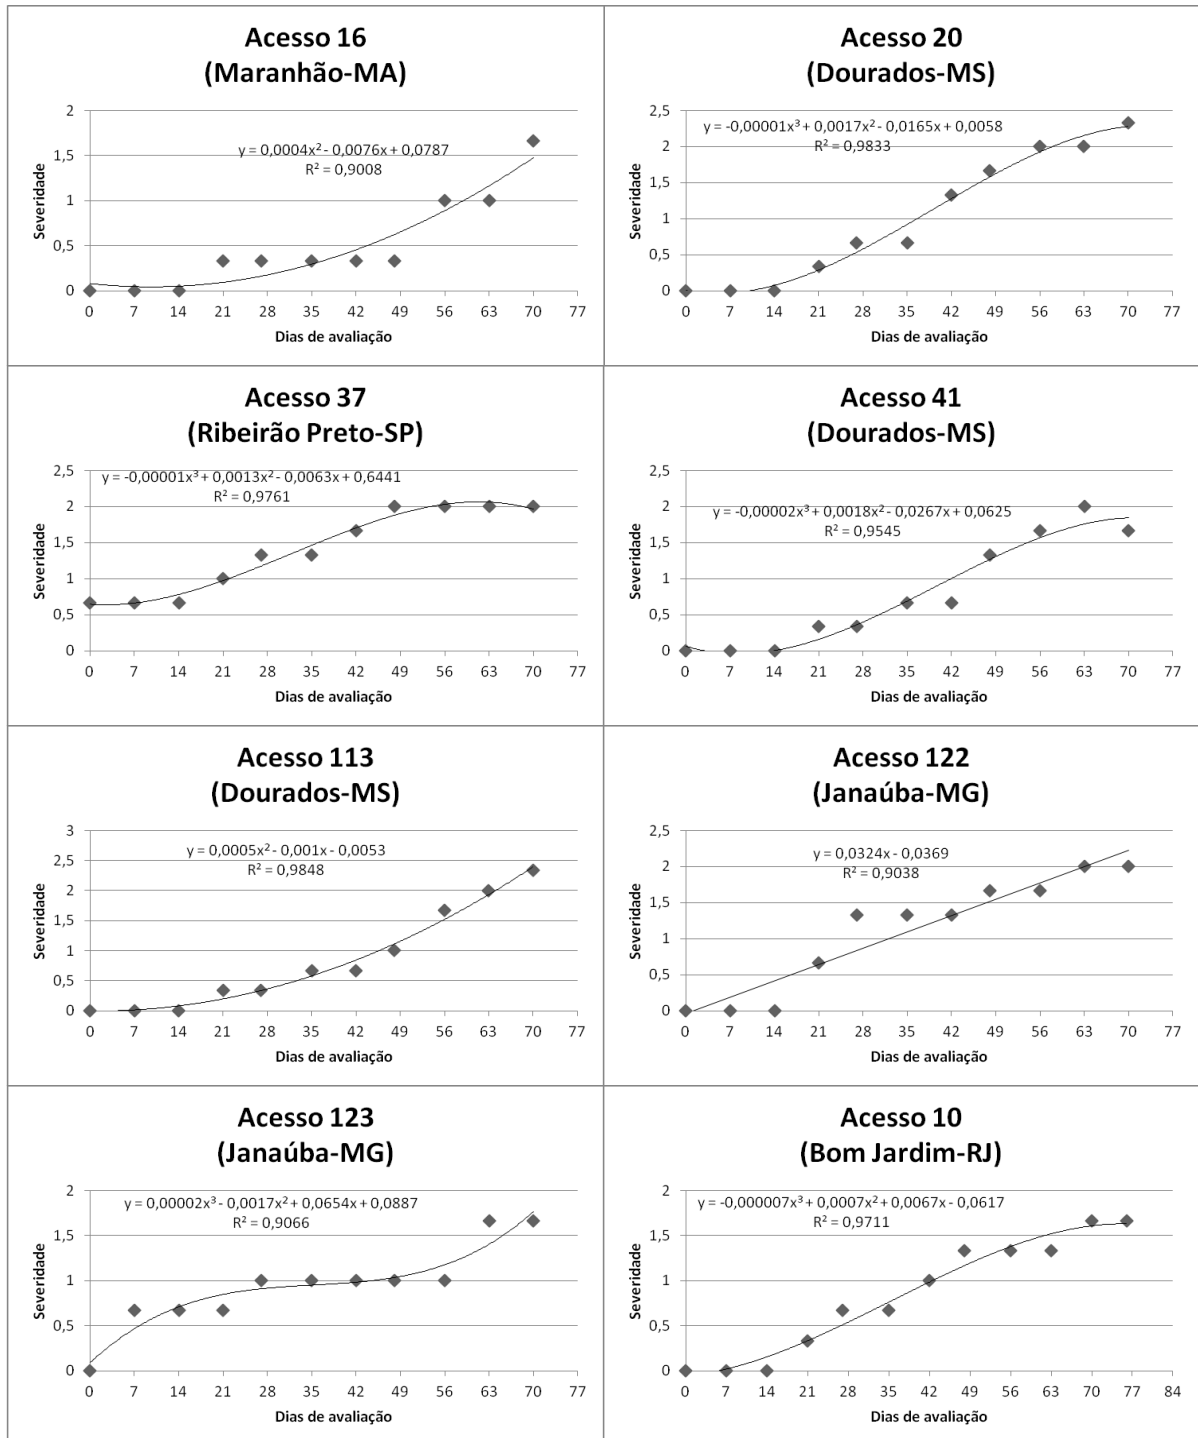 Acesso 16
(Maranhão-MA)
y = 0,0004x² - 0,0076x + 0,0787
R² = 0,9008
Severidade
2
1,5
1
0,5
0
0 7 14 21 28 35 42 49 56 63 70 77
Dias de avaliação
Acesso 20
(Dourados-MS)
y = -0,00001x³ + 0,0017x² - 0,0165x + 0,0058
R² = 0,9833
Severidade
2,5
2
1,5
1
0,5
0
0 7 14 21 28 35 42 49 56 63 70 77
Dias de avaliação
Acesso 37
(Ribeirão Preto-SP)
y = -0,00001x³ + 0,0013x² - 0,0063x + 0,6441
R² = 0,9761
Severidade
2,5
2
1,5
1
0,5
0
0 7 14 21 28 35 42 49 56 63 70 77
Dias de avaliação
Acesso 41
(Dourados-MS)
y = -0,00002x³ + 0,0018x² - 0,0267x + 0,0625
R² = 0,9545
Severidade
2,5
2
1,5
1
0,5
0
0 7 14 21 28 35 42 49 56 63 70 77
Dias de avaliação
Acesso 113
(Dourados-MS)
y = 0,0005x² - 0,001x - 0,0053
R² = 0,9848
Severidade
3
2,5
2
1,5
1
0,5
0
0 7 14 21 28 35 42 49 56 63 70 77
Dias de avaliação
Acesso 122
(Janaúba-MG)
y = 0,0324x - 0,0369
R² = 0,9038
Severidade
2,5
2
1,5
1
0,5
0
0 7 14 21 28 35 42 49 56 63 70 77
Dias de avaliação
Acesso 123
(Janaúba-MG)
y = 0,00002x³ - 0,0017x² + 0,0654x + 0,0887
R² = 0,9066
Severidade
2
1,5
1
0,5
0
0 7 14 21 28 35 42 49 56 63 70 77
Dias de avaliação
Acesso 10
(Bom Jardim-RJ)
y = -0,000007x³ + 0,0007x² + 0,0067x - 0,0617
R² = 0,9711
Severidade
2
1,5
1
0,5
0
0 7 14 21 28 35 42 49 56 63 70 77 84
Dias de avaliação